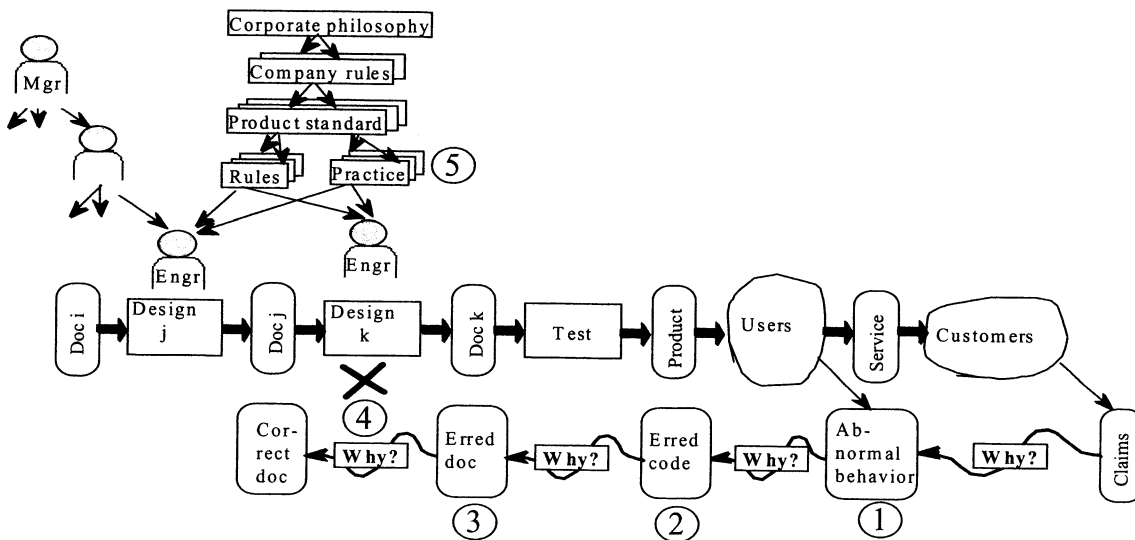 Corporate philosophy
Mgr
Company rules
Product standard
Rules
Practice
5
Engr
Engr
Doc i
Design
j
Doc j
Design
k
Doc k
Test
Product
Users
Service
Customers
4
Cor-
rect
doc
Why?
Erred
doc
Why?
Erred
code
Why?
Ab-
normal
behavior
Why?
Claims
3
2
1